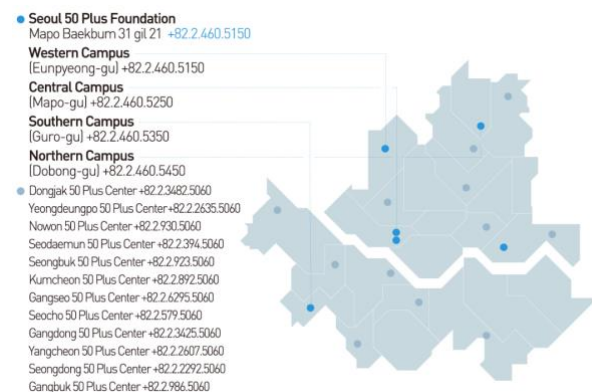 Seoul 50 Plus Foundation
Mapo Baekbum 31 gil 21 +82.2.460.5150
Western Campus
(Eunpyeong-gu) +82.2.460.5150
Central Campus
(Mapo-gu) +82.2.460.5250
Southern Campus
(Guro-gu) +82.2.460.5350
Northern Campus
(Dobong-gu) +82.2.460.5450
Dongjak 50 Plus Center +82.2.3482.5060
Yeongdeungpo 50 Plus Center+82.2.2635.5060
Nowon 50 Plus Center +82.2.930.5060
Seodaemun 50 Plus Center +82.2.394.5060
Seongbuk 50 Plus Center +82.2.923.5060
Kumcheon 50 Plus Center +82.2.892.5060
Gangseo 50 Plus Center +82.2.6295.5060
Seocho 50 Plus Center +82.2.579.5060
Gangdong 50 Plus Center +82.2.3425.5060
Yangcheon 50 Plus Center +82.2.2607.5060
Seongdong 50 Plus Center +82.2.2292.5060
Gangbuk 50 Plus Center +82.2.986.5060